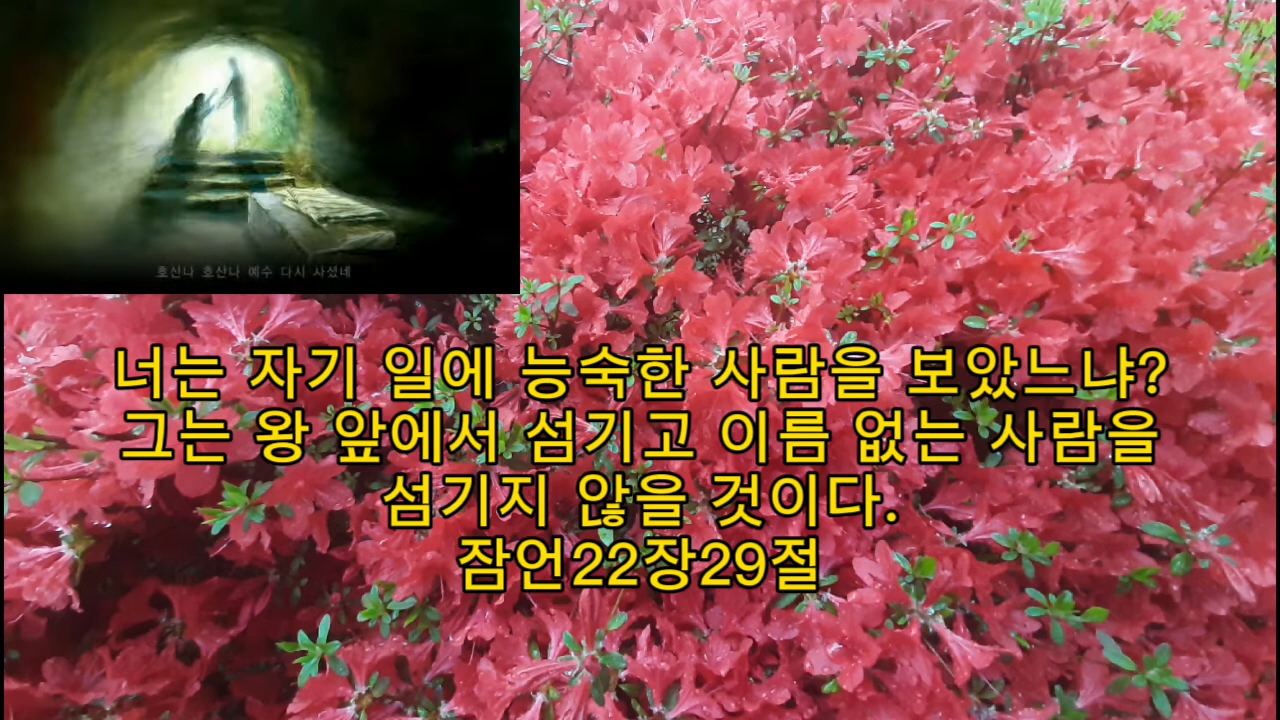 호산나 호산나 예수 다시 사셨네
너는 자기 일에 능숙한 사람을 보았느냐?
그는 왕 앞에서 섬기고 이름 없는 사람을
섬기지 않을 것이다.
잠언22장29절